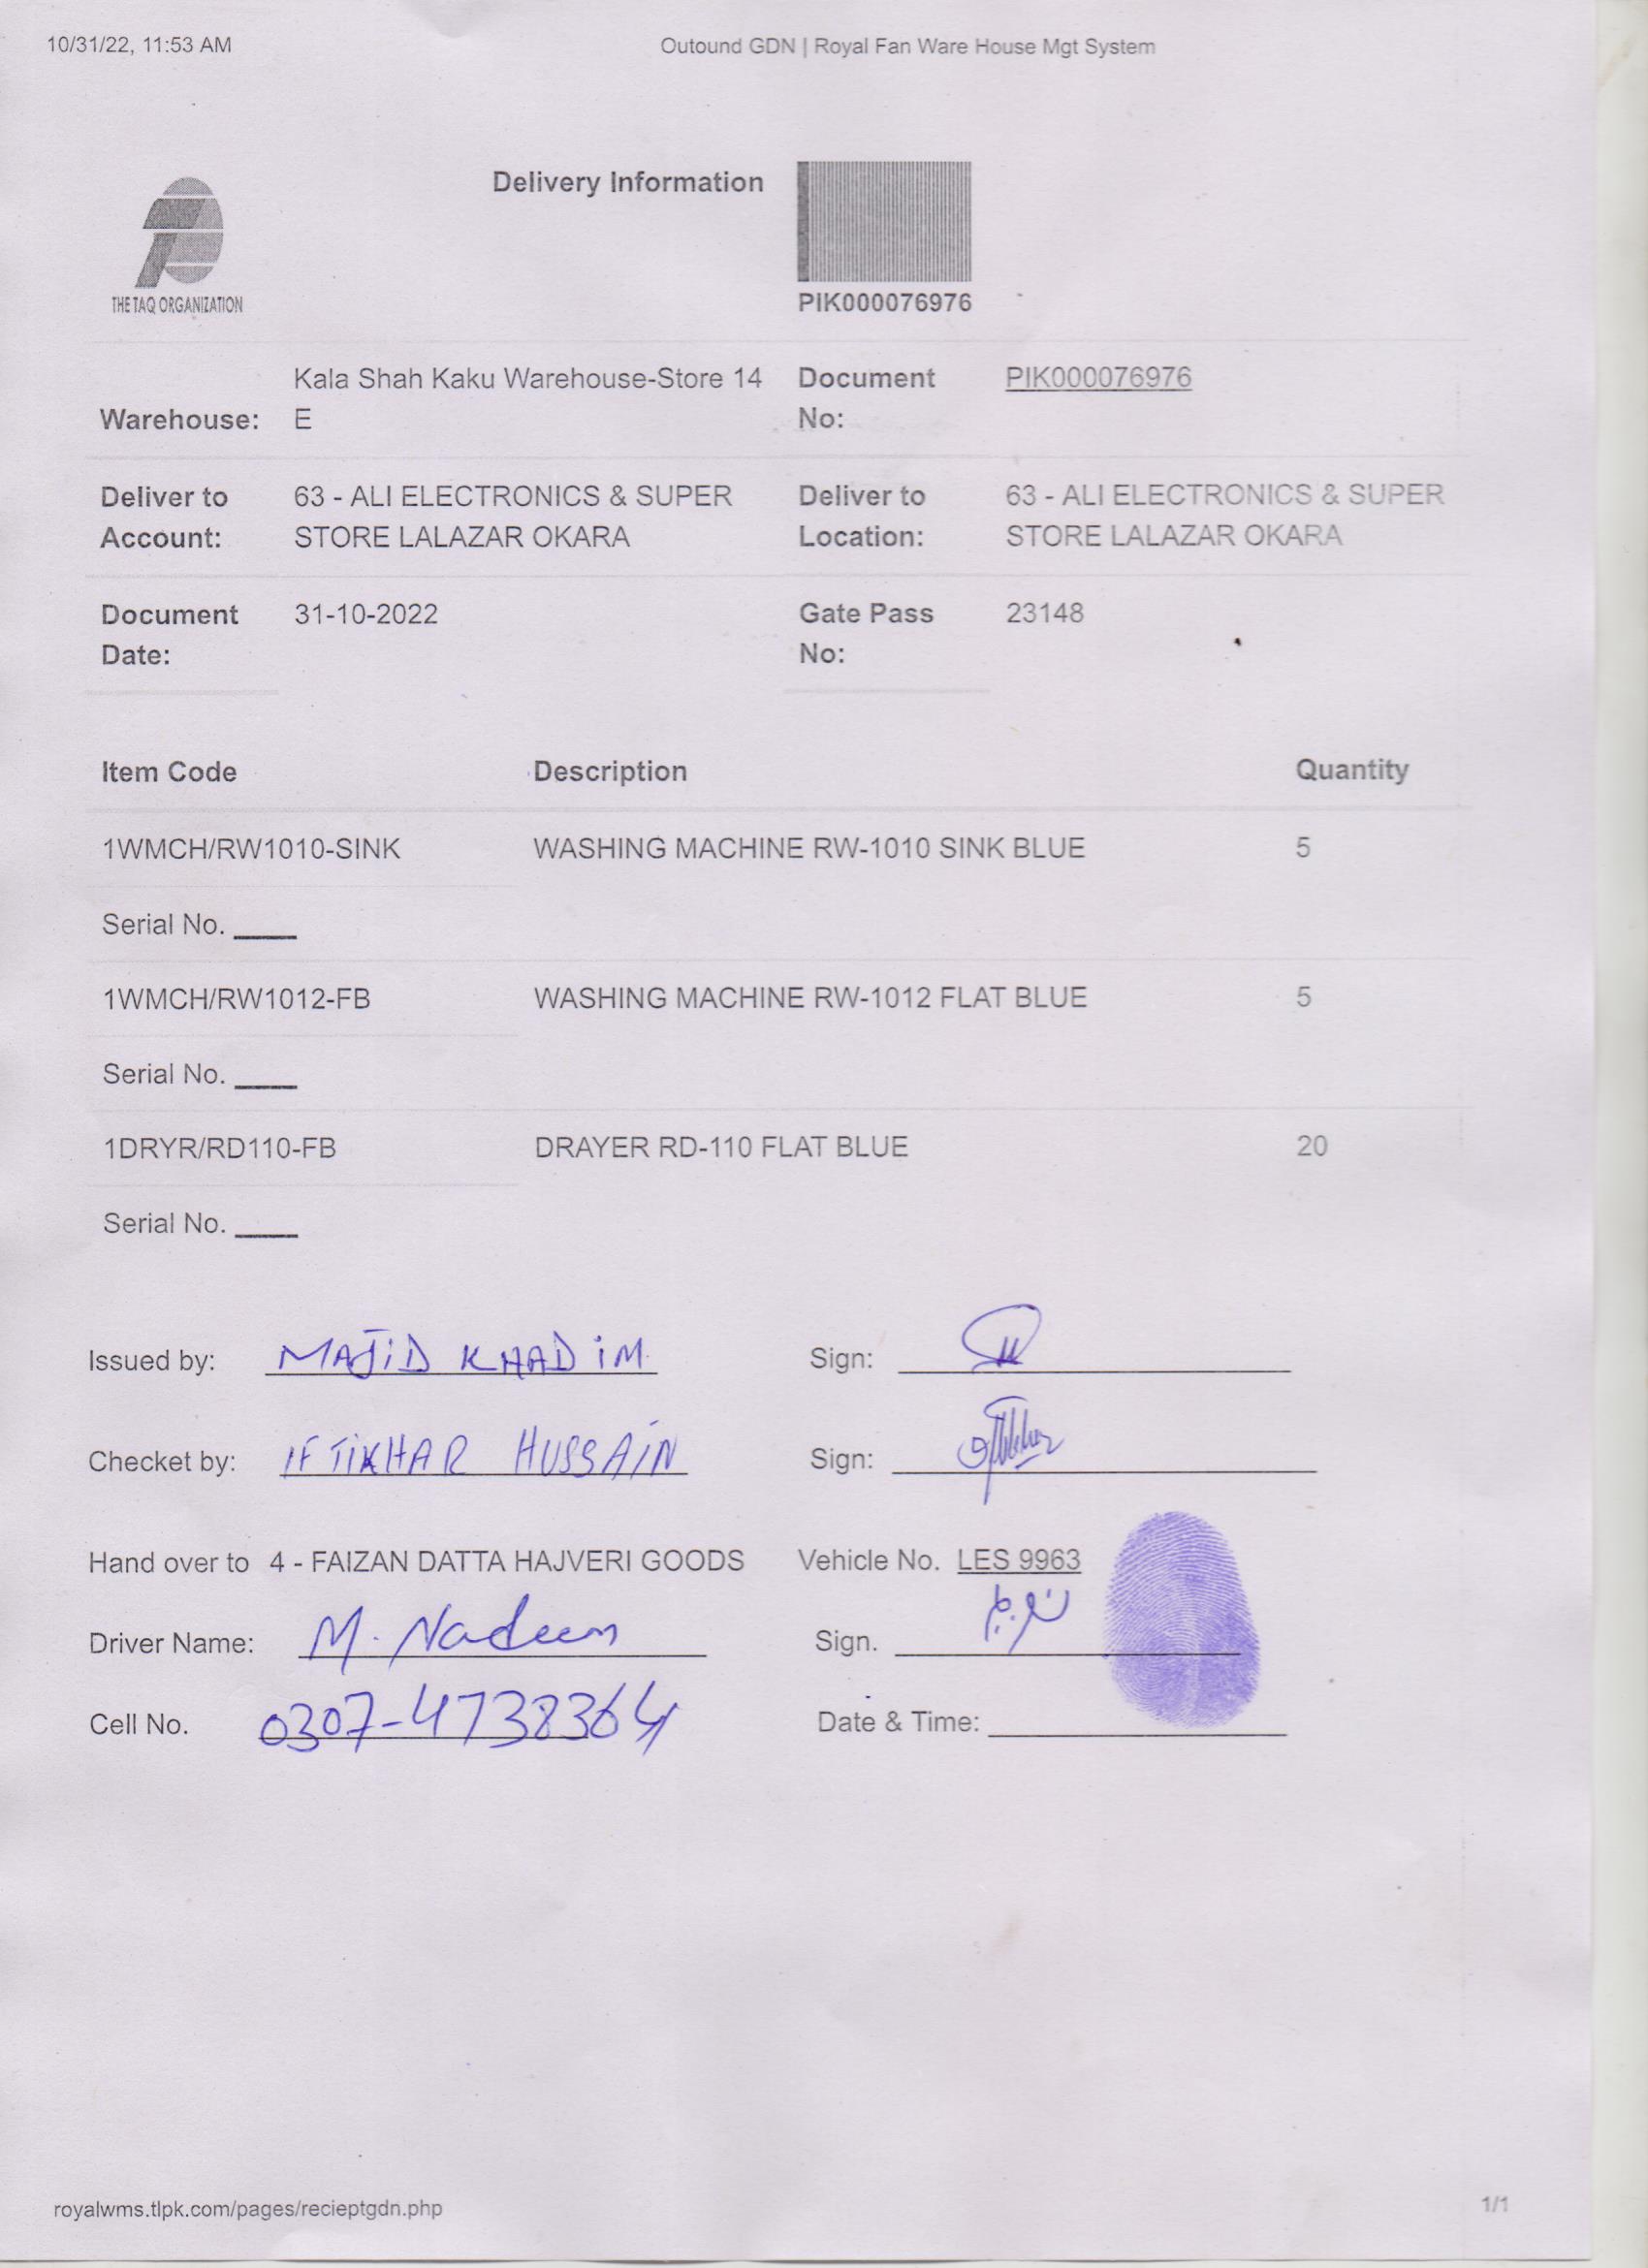 10/31/22, 11:53 AM
Outound GDN | Royal Fan Ware House Mgt System
THE TAQ ORGANIZATION
Delivery Information
PIK000076976
Warehouse: Kala Shah Kaku Warehouse-Store 14 E
Document No: PIK000076976
Deliver to Account: 63 - ALI ELECTRONICS & SUPER STORE LALAZAR OKARA
Deliver to Location: 63 - ALI ELECTRONICS & SUPER STORE LALAZAR OKARA
Document Date: 31-10-2022
Gate Pass No: 23148
Item Code Description Quantity
1WMCH/RW1010-SINK WASHING MACHINE RW-1010 SINK BLUE 5
Serial No. ____
1WMCH/RW1012-FB WASHING MACHINE RW-1012 FLAT BLUE 5
Serial No. ____
1DRYR/RD110-FB DRAYER RD-110 FLAT BLUE 20
Serial No. ____
Issued by: MAJID KHADIM Sign:
Checket by: IFTIKHAR HUSSAIN Sign:
Hand over to 4 - FAIZAN DATTA HAJVERI GOODS Vehicle No. LES 9963
Driver Name: M. Nadeem Sign.
Cell No. 0307-4738364 Date & Time:
royalwms.tlpk.com/pages/recieptgdn.php 1/1